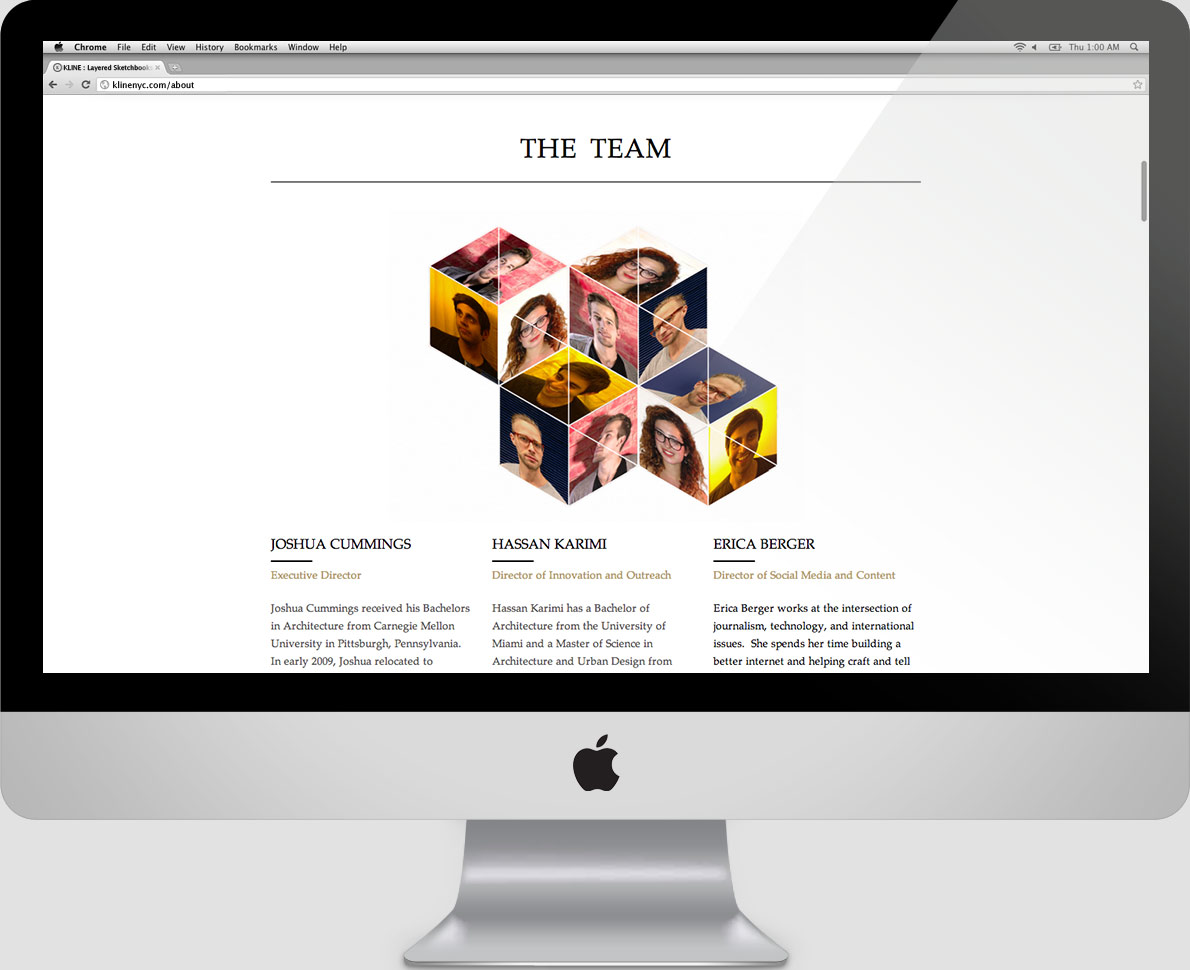 Chrome File Edit View History Bookmarks Window Help Thu 1:00 AM
KLINE : Layered Sketchbook
klinenyc.com/about
THE TEAM
JOSHUA CUMMINGS HASSAN KARIMI ERICA BERGER
Executive Director Director of Innovation and Outreach Director of Social Media and Content
Joshua Cummings received his Bachelors
in Architecture from Carnegie Mellon
University in Pittsburgh, Pennsylvania.
In early 2009, Joshua relocated to
Hassan Karimi has a Bachelor of
Architecture from the University of
Miami and a Master of Science in
Architecture and Urban Design from
Erica Berger works at the intersection of
journalism, technology, and international
issues. She spends her time building a
better internet and helping craft and tell